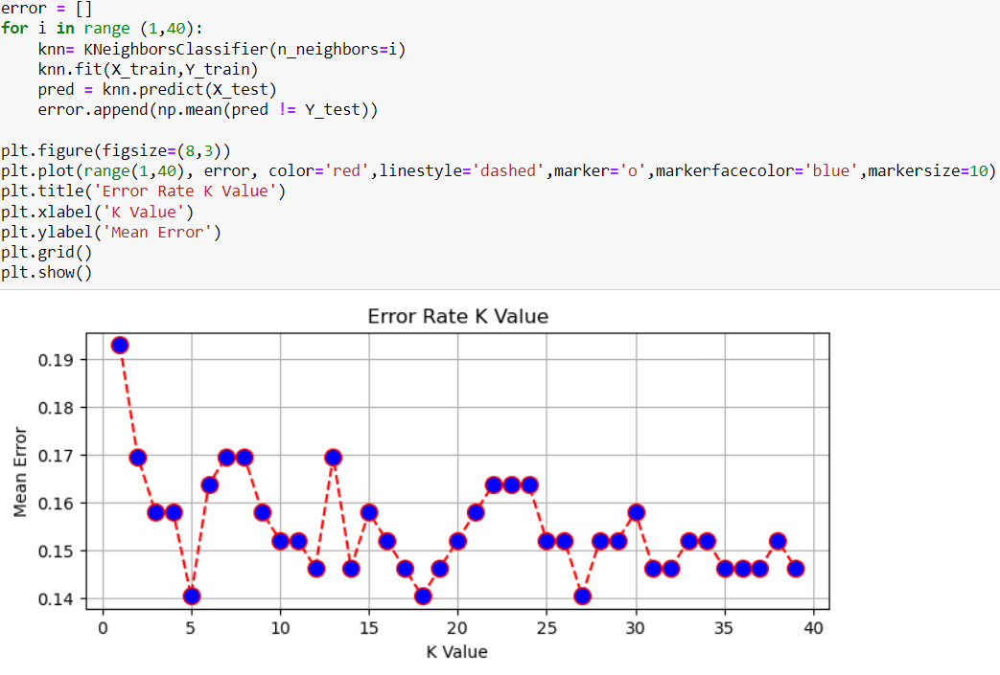 error = []
for i in range (1,40):
    knn= KNeighborsClassifier(n_neighbors=i)
    knn.fit(X_train,Y_train)
    pred = knn.predict(X_test)
    error.append(np.mean(pred != Y_test))
plt.figure(figsize=(8,3))
plt.plot(range(1,40), error, color='red',linestyle='dashed',marker='o',markerfacecolor='blue',markersize=10)
plt.title('Error Rate K Value')
plt.xlabel('K Value')
plt.ylabel('Mean Error')
plt.grid()
plt.show()
Error Rate K Value
Mean Error
0.19
0.18
0.17
0.16
0.15
0.14
0 5 10 15 20 25 30 35 40
K Value